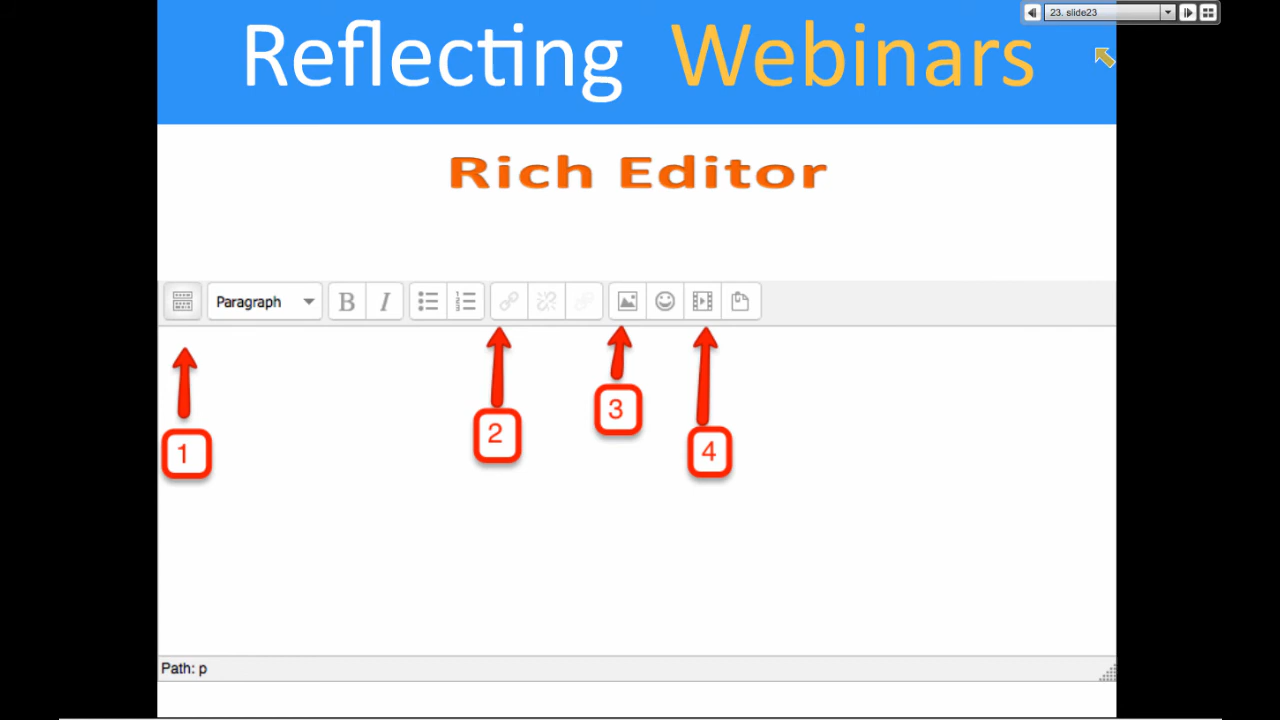 23. slide23
Reflecting Webinars
Rich Editor
Paragraph B I
1 2 3 4
Path: p